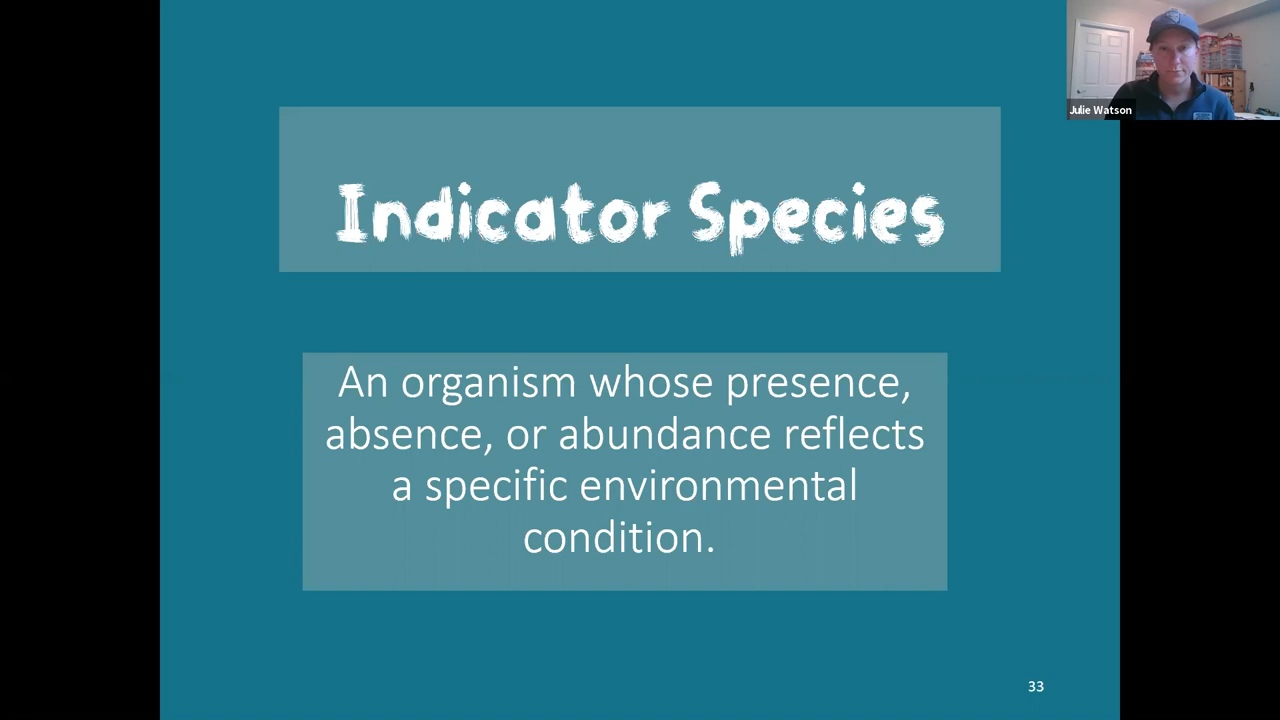 Julie Watson
Indicator Species
An organism whose presence,
absence, or abundance reflects
a specific environmental
condition.
33